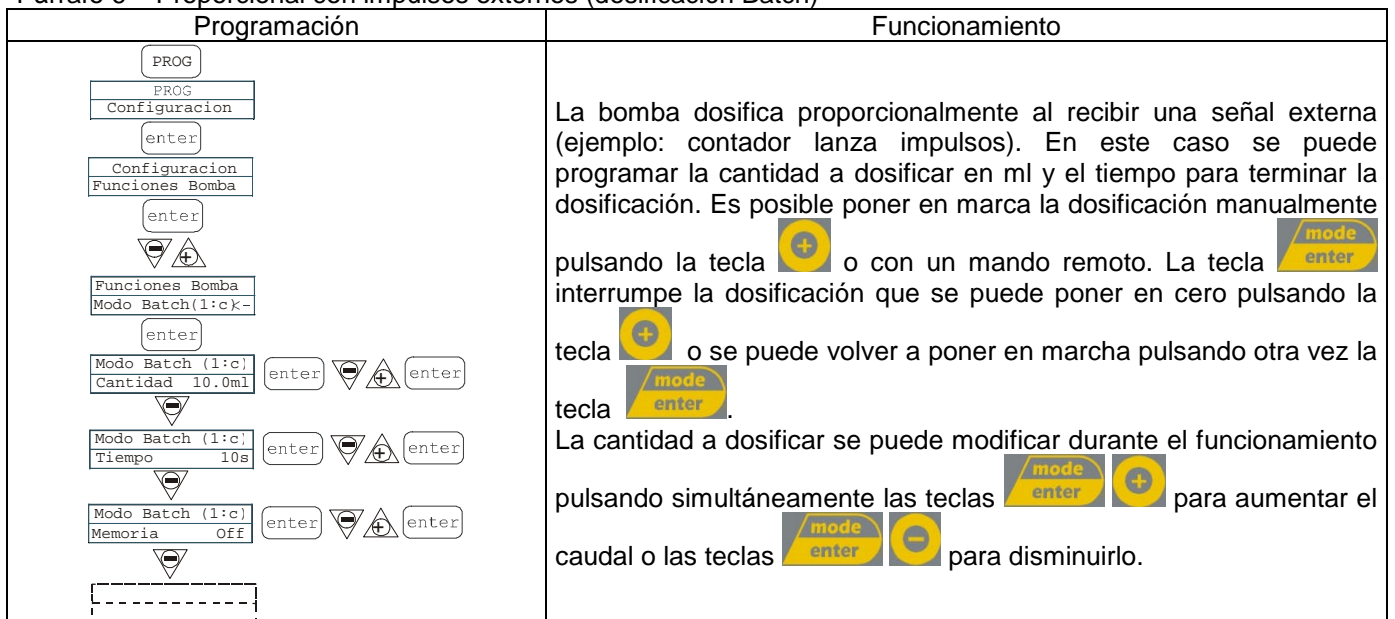 Proporcional con impulsos externos (dosificación Batch)
Programación
Funcionamiento
PROG
PROG
Configuracion
enter
Configuracion
Funciones Bomba
enter
Funciones Bomba
Modo Batch(1:c)<-
enter
Modo Batch (1:c)
Cantidad 10.0ml
enter
enter
Modo Batch (1:c)
Tiempo 10s
enter
enter
Modo Batch (1:c)
Memoria Off
enter
enter
La bomba dosifica proporcionalmente al recibir una señal externa
(ejemplo: contador lanza impulsos). En este caso se puede
programar la cantidad a dosificar en ml y el tiempo para terminar la
dosificación. Es posible poner en marcha la dosificación manualmente
pulsando la tecla + o con un mando remoto. La tecla mode enter
interrumpe la dosificación que se puede poner en cero pulsando la
tecla + o se puede volver a poner en marcha pulsando otra vez la
tecla mode enter.
La cantidad a dosificar se puede modificar durante el funcionamiento
pulsando simultáneamente las teclas mode enter + para aumentar el
caudal o las teclas mode enter - para disminuirlo.